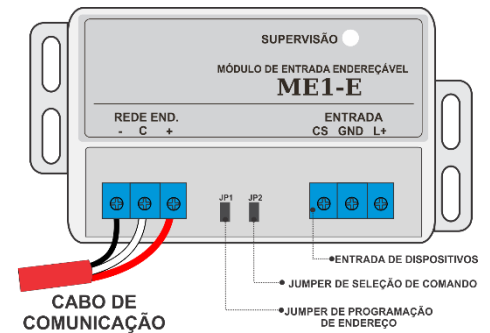 SUPERVISÃO
MÓDULO DE ENTRADA ENDEREÇÁVEL
ME1-E
REDE END.
- C +
ENTRADA
CS GND L+
JP1 JP2
ENTRADA DE DISPOSITIVOS
JUMPER DE SELEÇÃO DE COMANDO
JUMPER DE PROGRAMAÇÃO
DE ENDEREÇO
CABO DE
COMUNICAÇÃO